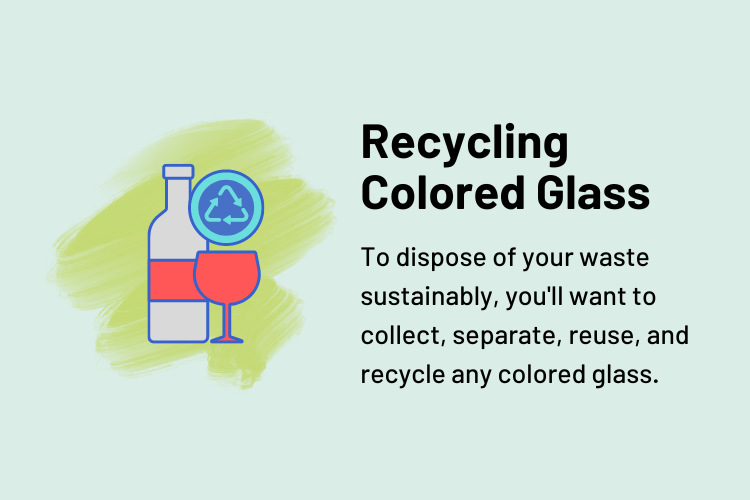 Recycling
Colored Glass
To dispose of your waste
sustainably, you'll want to
collect, separate, reuse, and
recycle any colored glass.